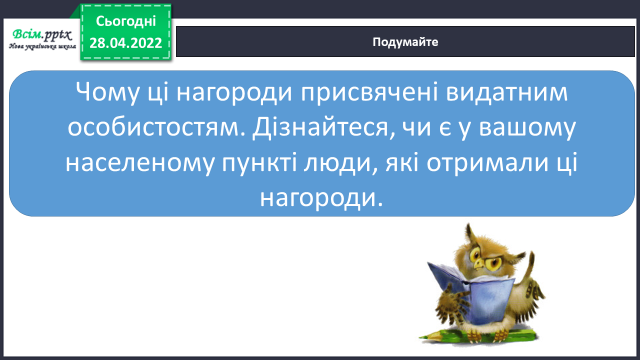 Всім.pptx
Нова українська школа
Сьогодні
28.04.2022
Подумайте
Чому ці нагороди присвячені видатним
особистостям. Дізнайтеся, чи є у вашому
населеному пункті люди, які отримали ці
нагороди.